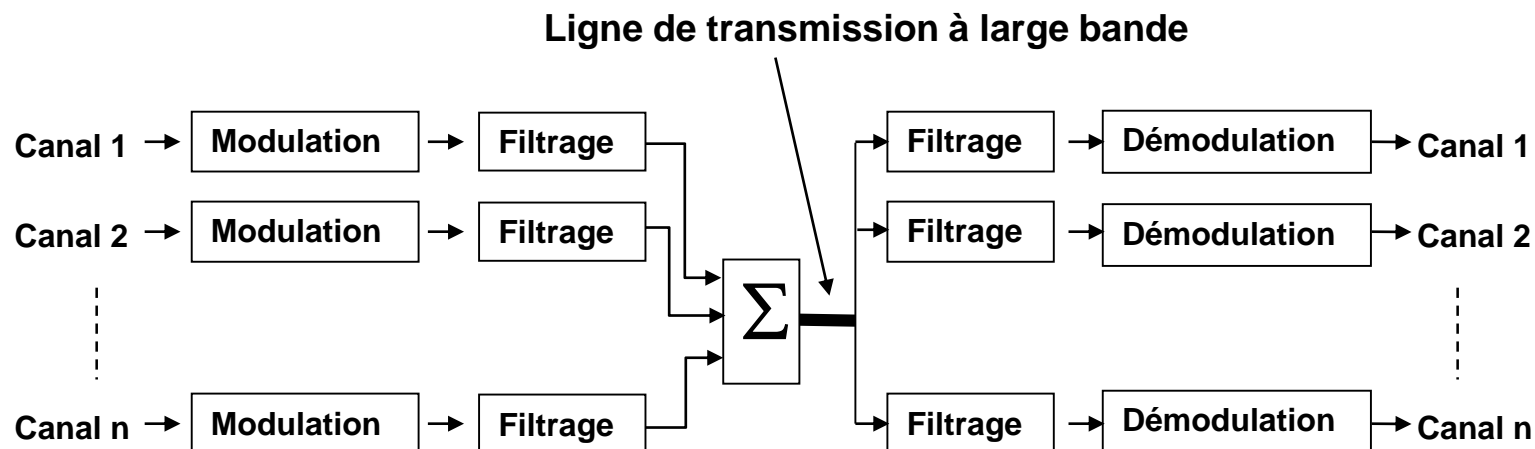 Ligne de transmission à large bande
Canal 1 Modulation Filtrage Filtrage Démodulation Canal 1
Canal 2 Modulation Filtrage Filtrage Démodulation Canal 2
Σ
Canal n Modulation Filtrage Filtrage Démodulation Canal n